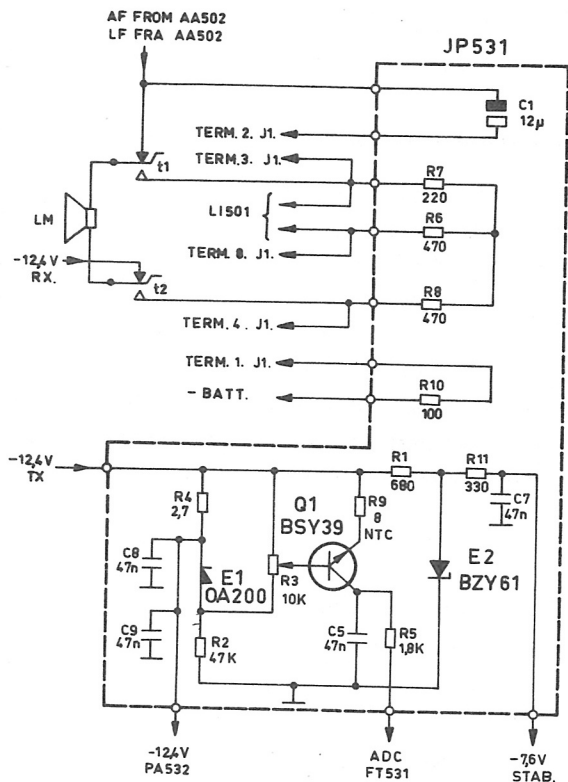 AF FROM AA502
LF FRA AA502
JP531
C1
12µ
TERM. 2. J1.
TERM. 3. J1.
t1
R7
220
LM
LI501
R6
470
TERM. 8. J1.
-12,4V
RX.
t2
R8
470
TERM. 4. J1.
TERM. 1. J1.
- BATT.
R10
100
-12,4V
TX
R1
680
R11
330
R4
2,7
Q1
BSY39
R9
8
NTC
C7
47n
C8
47n
E1
OA200
R3
10K
E2
BZY61
C9
47n
R2
47K
C5
47n
R5
1,8K
-12,4V
PA532
ADC
FT531
-7,6V
STAB.